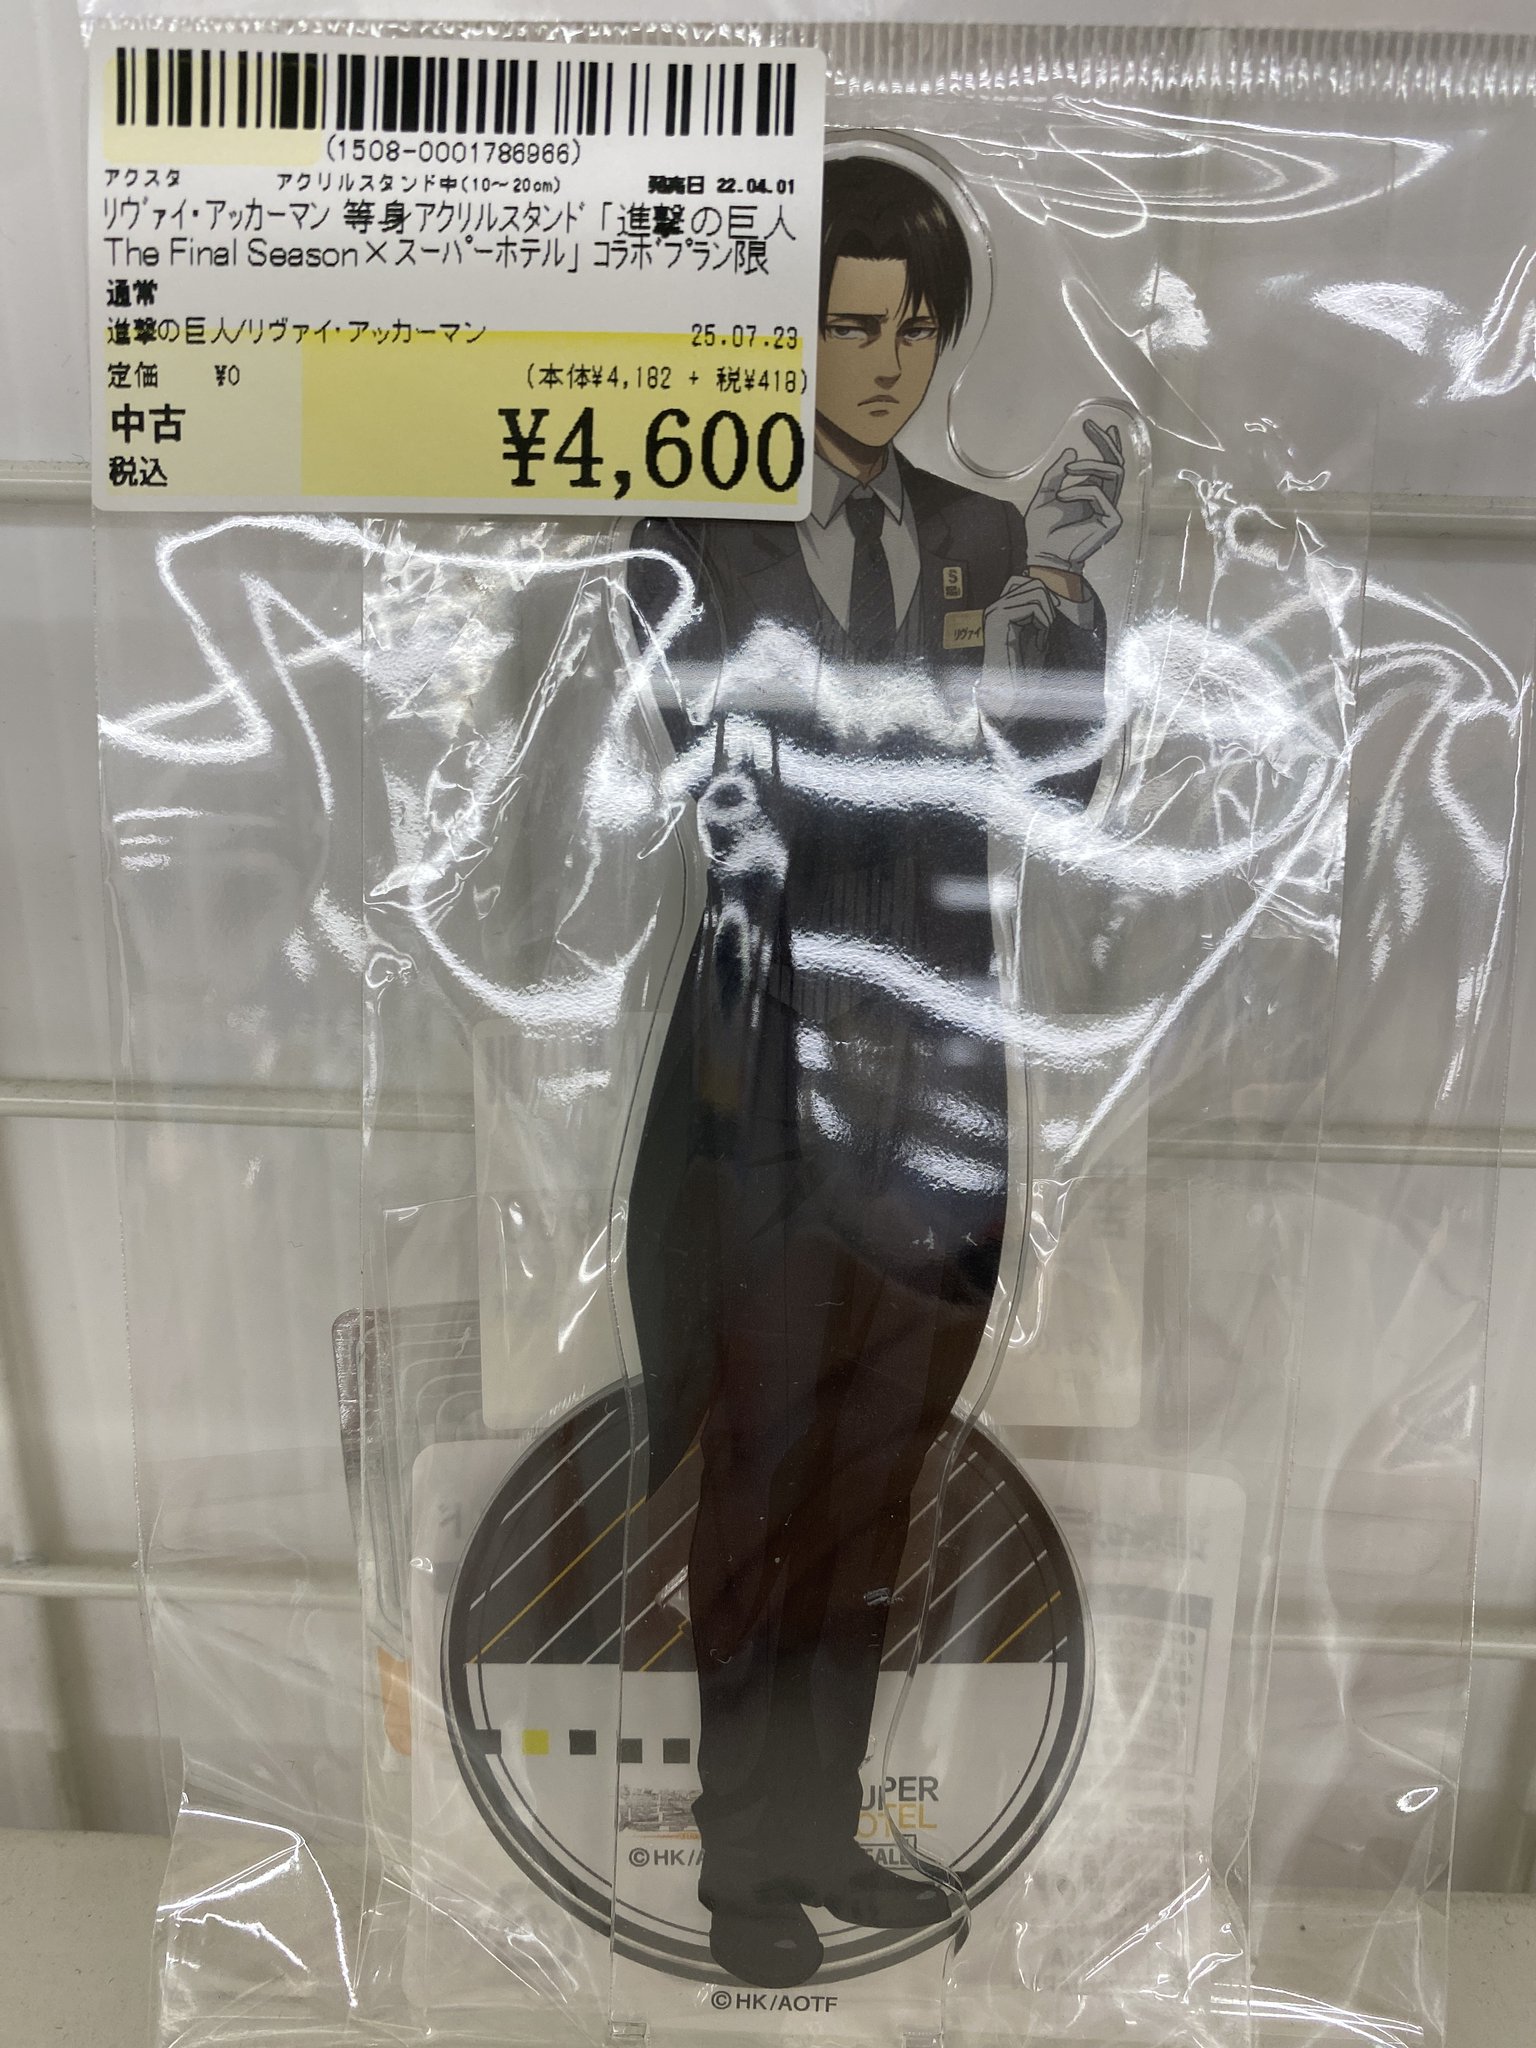 (1508-0001786966)
アクスタ アクリルスタンド中(10～20cm) 発売日 22.04.01
リヴァイ・アッカーマン 等身アクリルスタンド「進撃の巨人
The Final Season×スーパーホテル」コラボプラン限
通常
進撃の巨人/リヴァイ・アッカーマン 25.07.23
定価 ¥0 (本体¥4,182 + 税¥418)
中古
税込 ¥4,600
S
リヴァイ
UPER
OTEL
©HK/A
©HK/AOTF